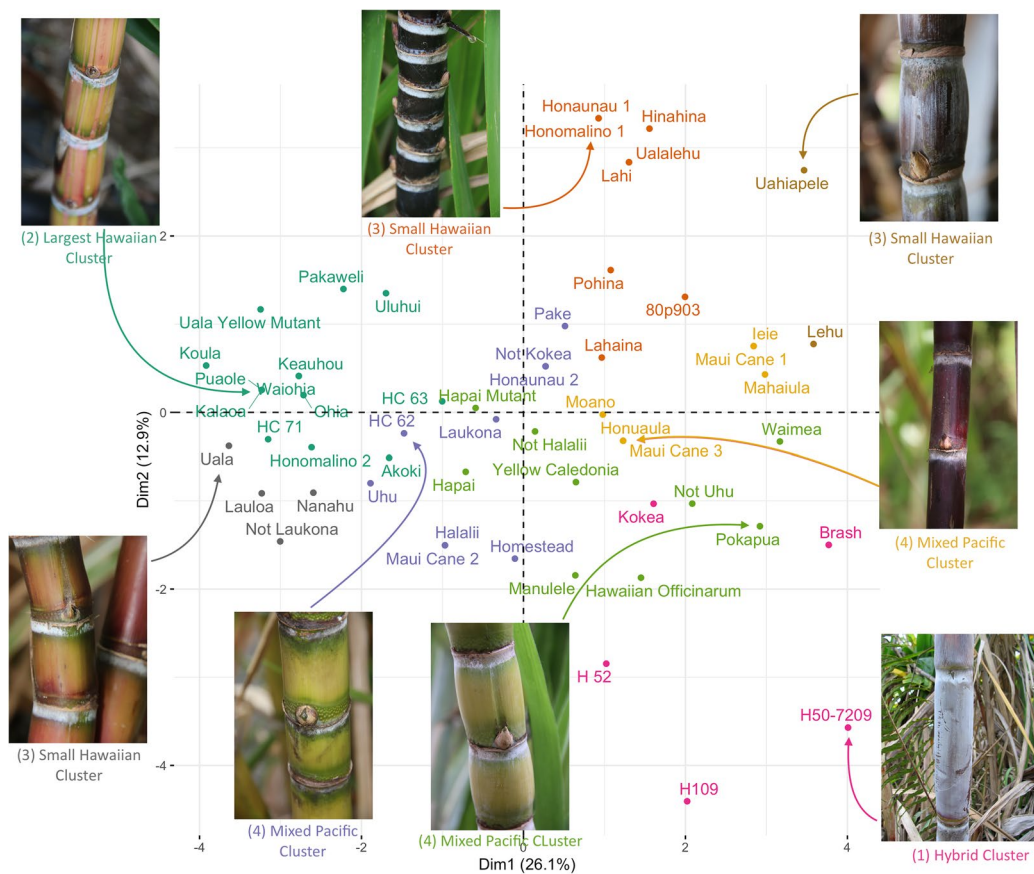 Honaunau 1
Hinahina
Honomalino 1
Ualalehu
Lahi
Uahiapele
(2) Largest Hawaiian
Cluster
(3) Small Hawaiian
Cluster
(3) Small Hawaiian
Cluster
2
Pakaweli
Pohina
Uluhui
80p903
Uala Yellow Mutant
Pake
Ieie
Lehu
Koula
Not Kokea
Lahaina
Maui Cane 1
Keauhou
Puaole
Waiohia
Honaunau 2
Mahaiula
HC 63
Hapai Mutant
Moano
Kalaoa
Ohia
0
HC 71
HC 62
Laukona
Honuaula
Waimea
Not Halalii
Maui Cane 3
Uala
Honomalino 2
Akoki
Yellow Caledonia
Hapai
Not Uhu
Uhu
Lauloa
Nanahu
Kokea
Dim2 (12.9%)
Not Laukona
Halalii
Pokapua
Brash
(4) Mixed Pacific
Cluster
Homestead
Maui Cane 2
-2
Manulele
Hawaiian Officinarum
H 52
H50-7209
(3) Small Hawaiian
Cluster
-4
H109
(4) Mixed Pacific
Cluster
(4) Mixed Pacific CLuster
-4
-2
0
2
4
(1) Hybrid Cluster
Dim1 (26.1%)